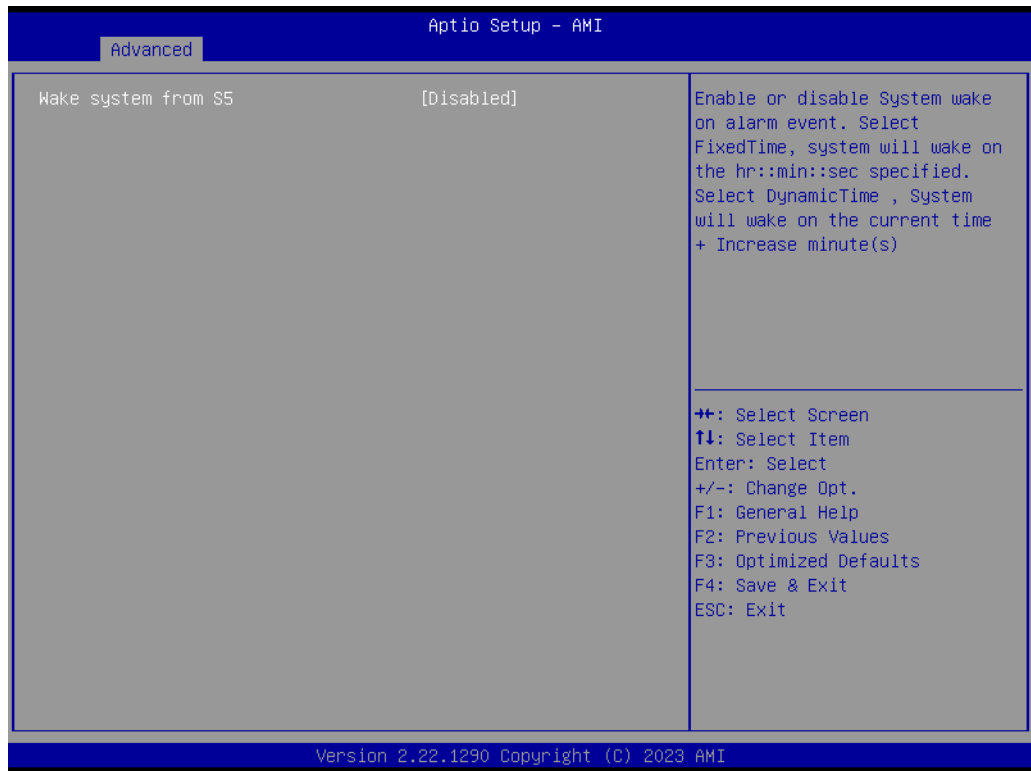 Aptio Setup – AMI
Advanced
Wake system from S5 [Disabled]
Enable or disable System wake
on alarm event. Select
FixedTime, system will wake on
the hr::min::sec specified.
Select DynamicTime , System
will wake on the current time
+ Increase minute(s)
→←: Select Screen
↑↓: Select Item
Enter: Select
+/-: Change Opt.
F1: General Help
F2: Previous Values
F3: Optimized Defaults
F4: Save & Exit
ESC: Exit
Version 2.22.1290 Copyright (C) 2023 AMI